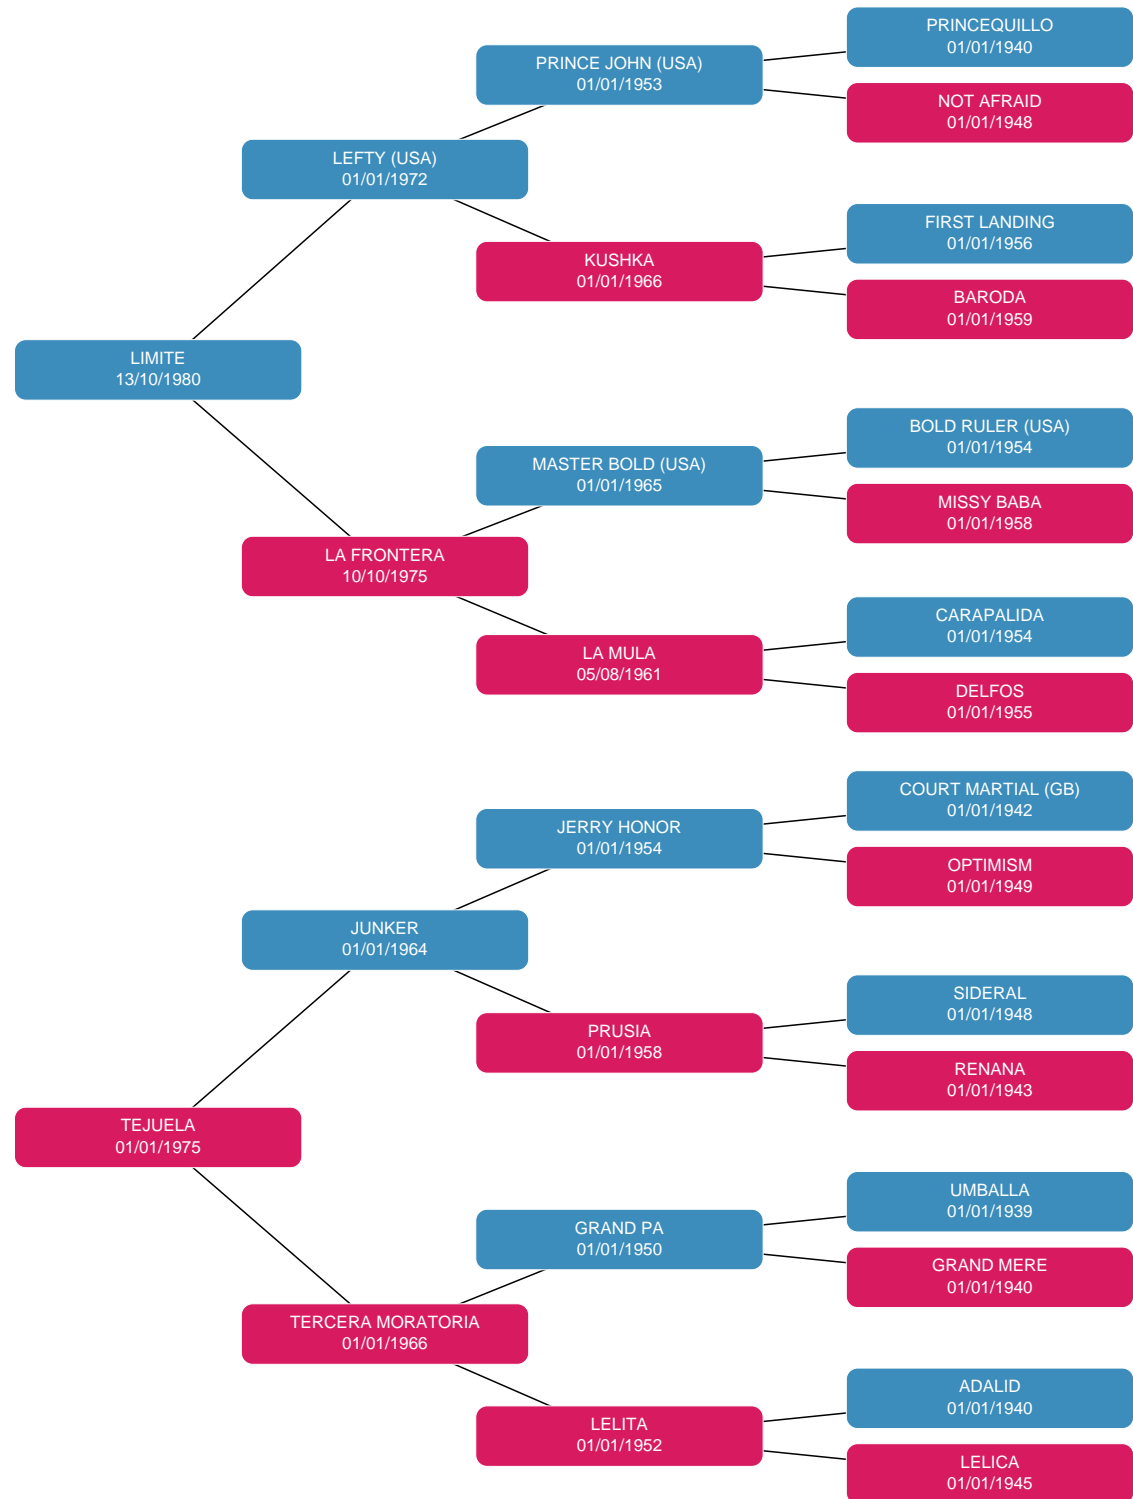 PRINCEQUILLO
01/01/1940
PRINCE JOHN (USA)
01/01/1953
NOT AFRAID
01/01/1948
LEFTY (USA)
01/01/1972
FIRST LANDING
01/01/1956
KUSHKA
01/01/1966
BARODA
01/01/1959
LIMITE
13/10/1980
BOLD RULER (USA)
01/01/1954
MASTER BOLD (USA)
01/01/1965
MISSY BABA
01/01/1958
LA FRONTERA
10/10/1975
CARAPALIDA
01/01/1954
LA MULA
05/08/1961
DELFOS
01/01/1955
COURT MARTIAL (GB)
01/01/1942
JERRY HONOR
01/01/1954
OPTIMISM
01/01/1949
JUNKER
01/01/1964
SIDERAL
01/01/1948
PRUSIA
01/01/1958
RENANA
01/01/1943
TEJUELA
01/01/1975
UMBALLA
01/01/1939
GRAND PA
01/01/1950
GRAND MERE
01/01/1940
TERCERA MORATORIA
01/01/1966
ADALID
01/01/1940
LELITA
01/01/1952
LELICA
01/01/1945